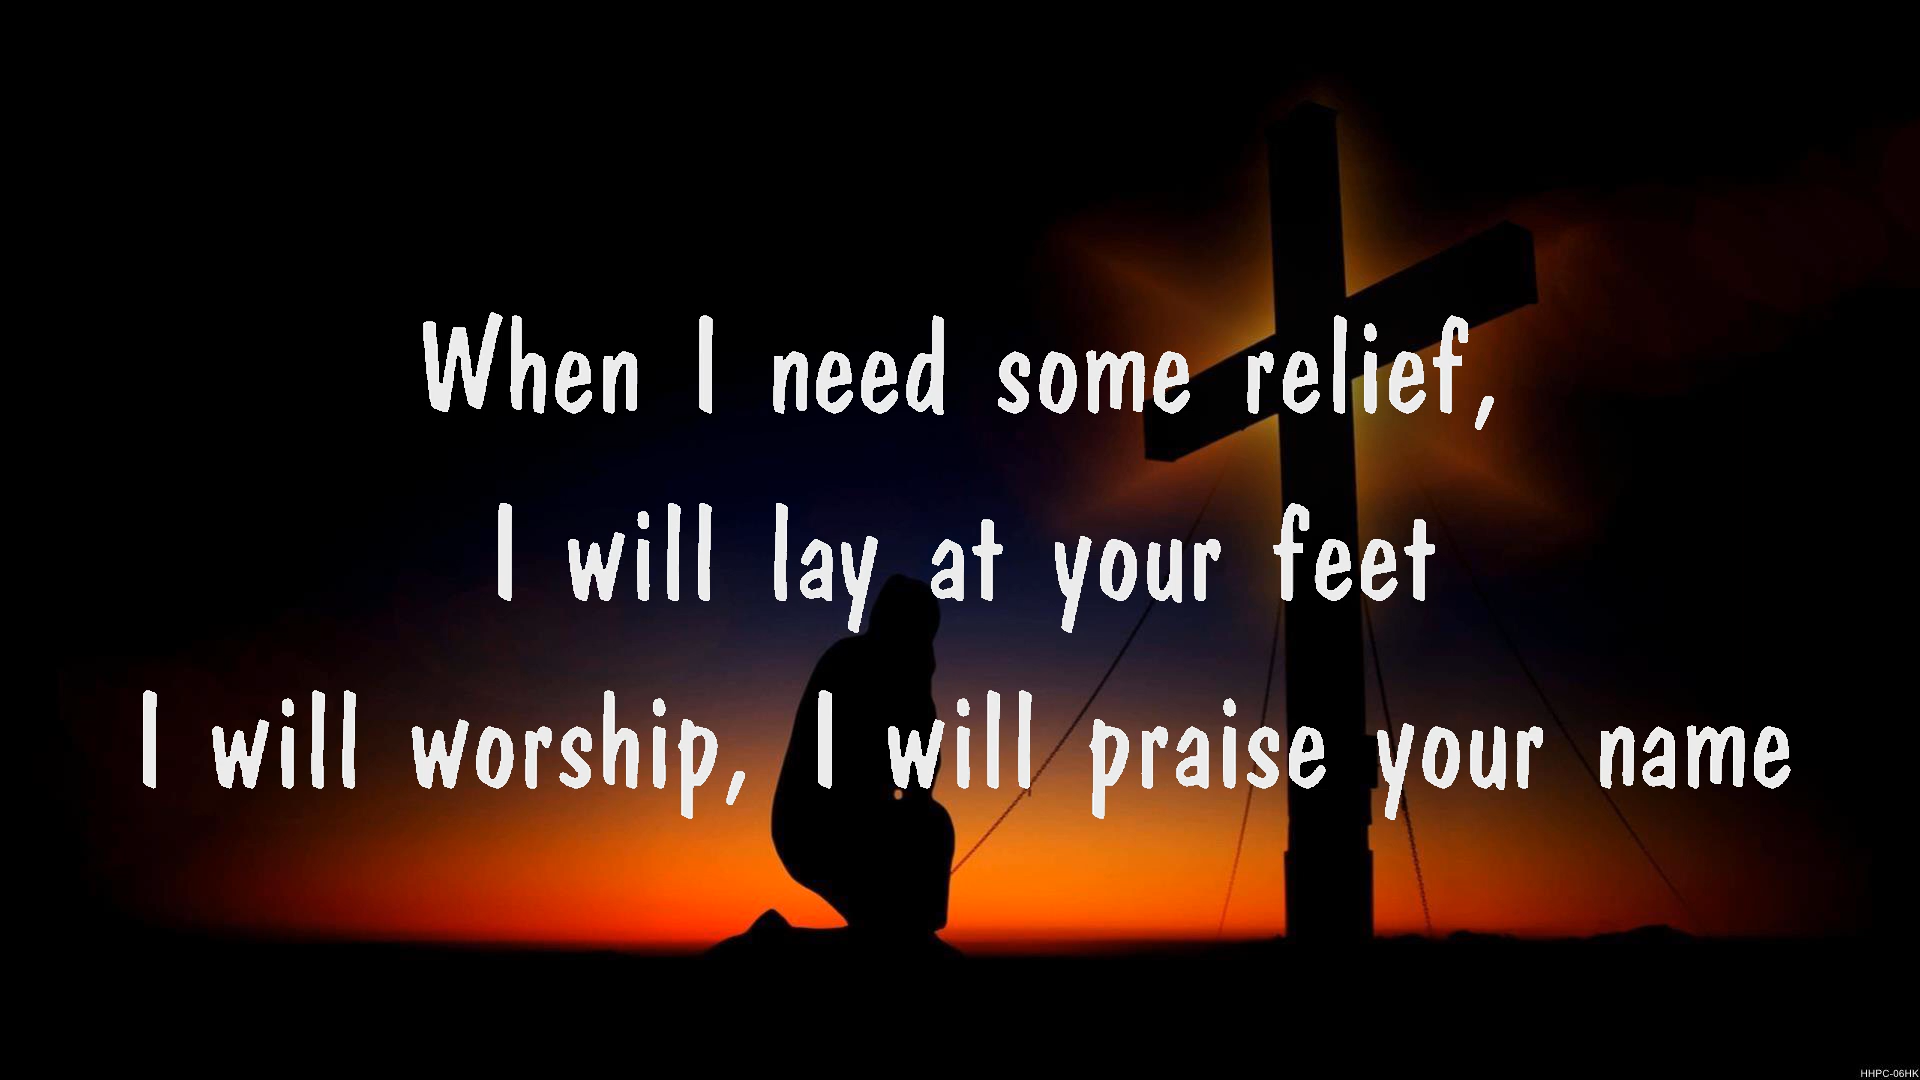 When I need some relief,
I will lay at your feet
I will worship, I will praise your name
HHPC-06HK